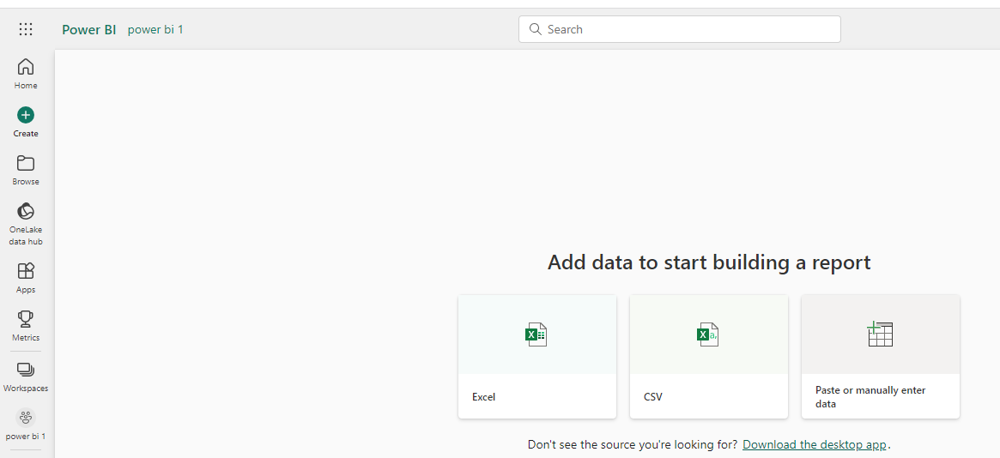 Power BI power bi 1
Search
Home
Create
Browse
OneLake
data hub
Apps
Metrics
Workspaces
power bi 1
Add data to start building a report
Excel
CSV
Paste or manually enter
data
Don't see the source you're looking for? Download the desktop app.